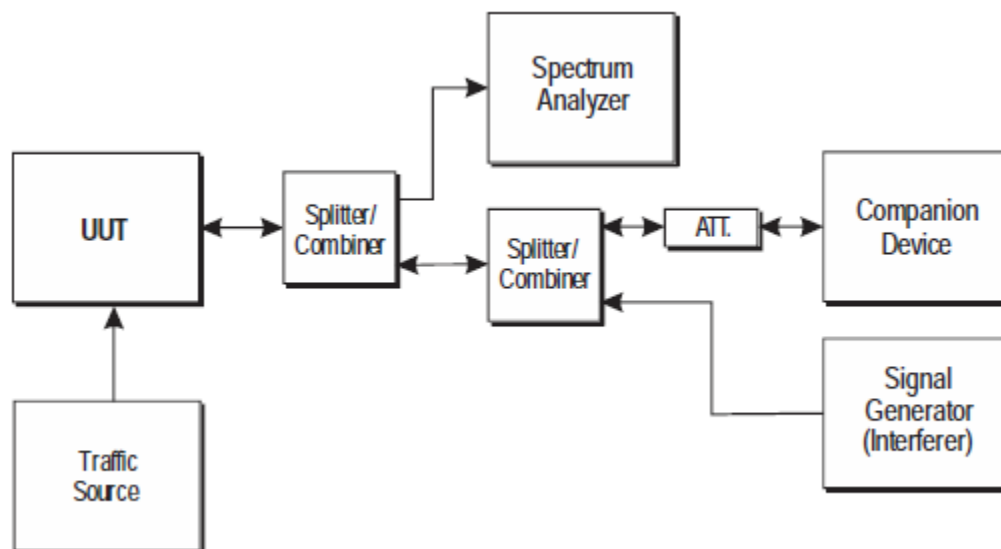 Spectrum
Analyzer
UUT
Splitter/
Combiner
Splitter/
Combiner
ATT.
Companion
Device
Traffic
Source
Signal
Generator
(Interferer)